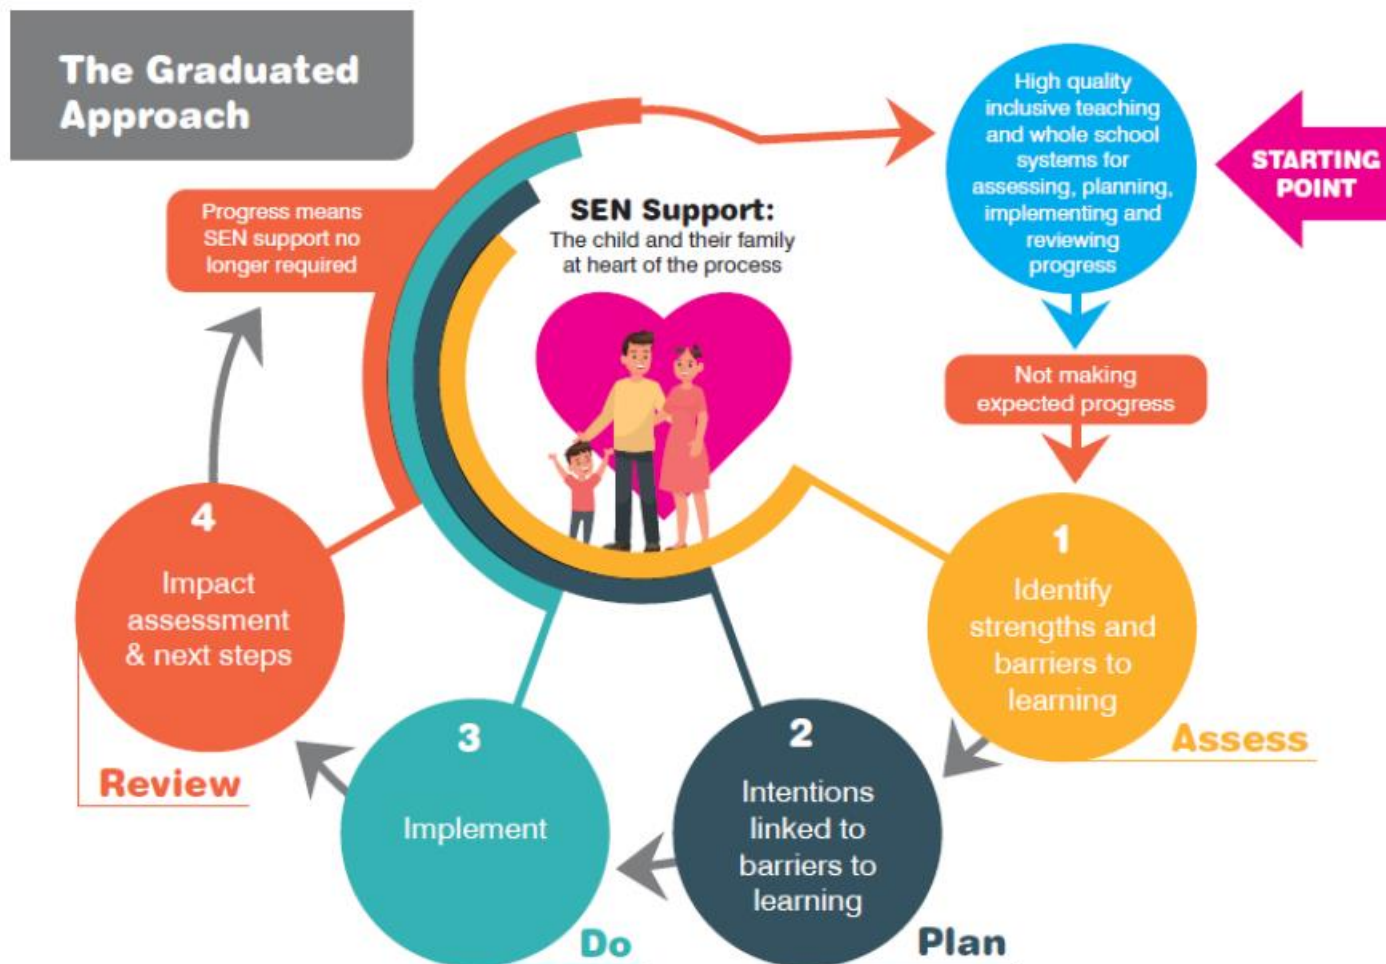 The Graduated
Approach
High quality
inclusive teaching
and whole school
systems for
assessing, planning,
implementing and
reviewing
progress
STARTING
POINT
Progress means
SEN support no
longer required
SEN Support:
The child and their family
at heart of the process
Not making
expected progress
1
Identify
strengths and
barriers to
learning
Assess
2
Intentions
linked to
barriers to
learning
Plan
3
Implement
Do
4
Impact
assessment
& next steps
Review